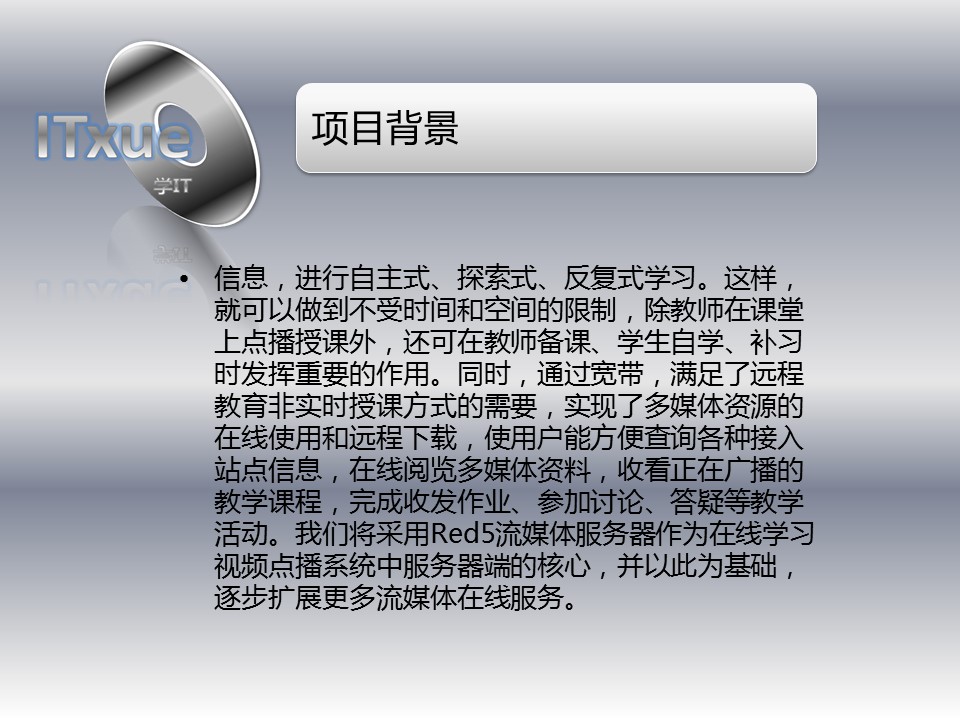 ITxue
学IT
项目背景
• 信息，进行自主式、探索式、反复式学习。这样，
就可以做到不受时间和空间的限制，除教师在课堂
上点播授课外，还可在教师备课、学生自学、补习
时发挥重要的作用。同时，通过宽带，满足了远程
教育非实时授课方式的需要，实现了多媒体资源的
在线使用和远程下载，使用户能方便查询各种接入
站点信息，在线阅览多媒体资料，收看正在广播的
教学课程，完成收发作业、参加讨论、答疑等教学
活动。我们将采用Red5流媒体服务器作为在线学习
视频点播系统中服务器端的核心，并以此为基础，
逐步扩展更多流媒体在线服务。